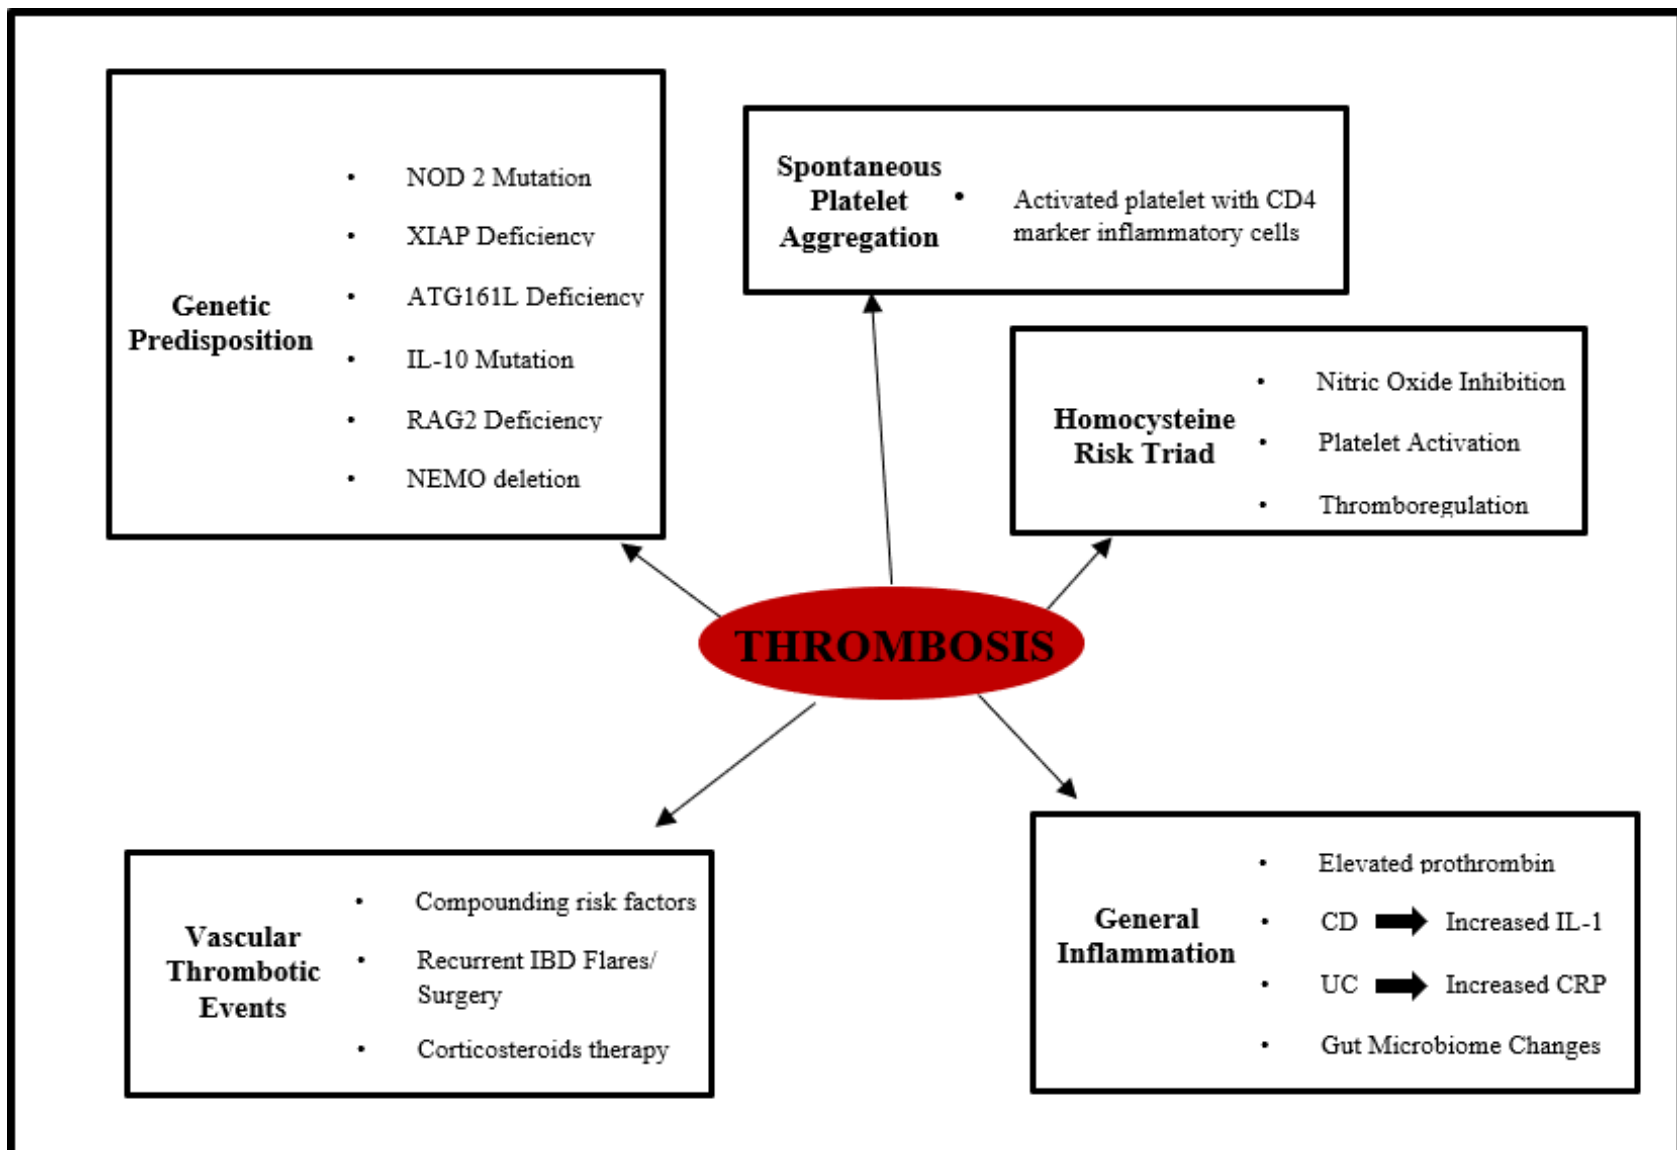 Genetic
Predisposition
• NOD 2 Mutation
• XIAP Deficiency
• ATG161L Deficiency
• IL-10 Mutation
• RAG2 Deficiency
• NEMO deletion
Spontaneous
Platelet
Aggregation
• Activated platelet with CD4
marker inflammatory cells
Homocysteine
Risk Triad
• Nitric Oxide Inhibition
• Platelet Activation
• Thromboregulation
THROMBOSIS
Vascular
Thrombotic
Events
• Compounding risk factors
• Recurrent IBD Flares/
Surgery
• Corticosteroids therapy
General
Inflammation
• Elevated prothrombin
• CD ➡ Increased IL-1
• UC ➡ Increased CRP
• Gut Microbiome Changes